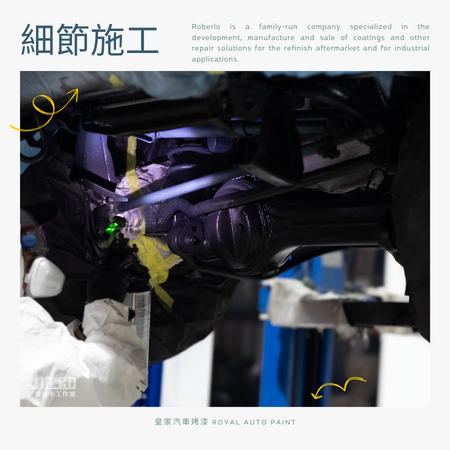 細節施工
Roberlo is a family-run company specialized in the
development, manufacture and sale of coatings and other
repair solutions for the refinish aftermarket and for industrial
applications.
皇家汽車烤漆 ROYAL AUTO PAINT